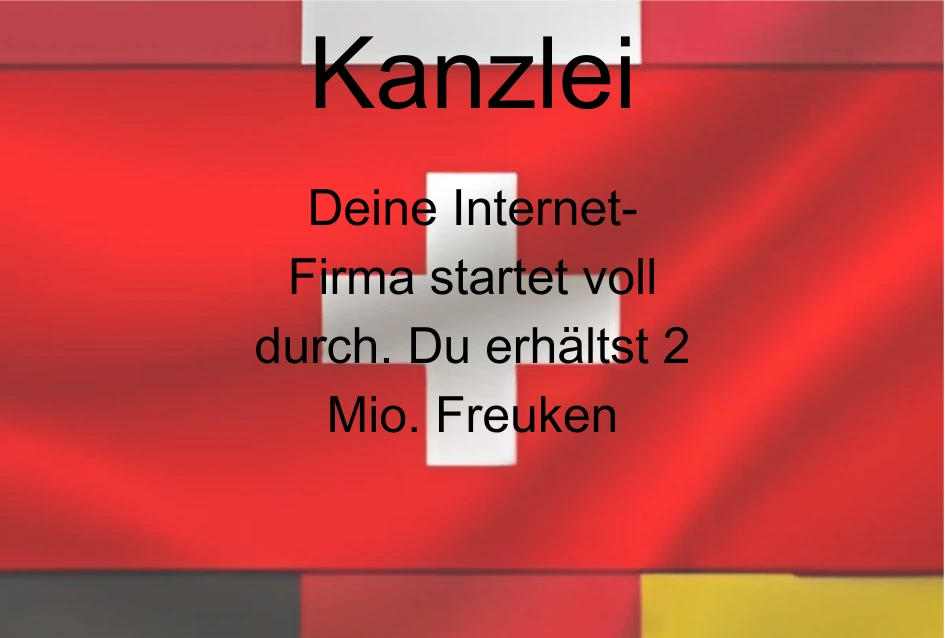 Kanzlei
Deine Internet-
Firma startet voll
durch. Du erhältst 2
Mio. Freuken